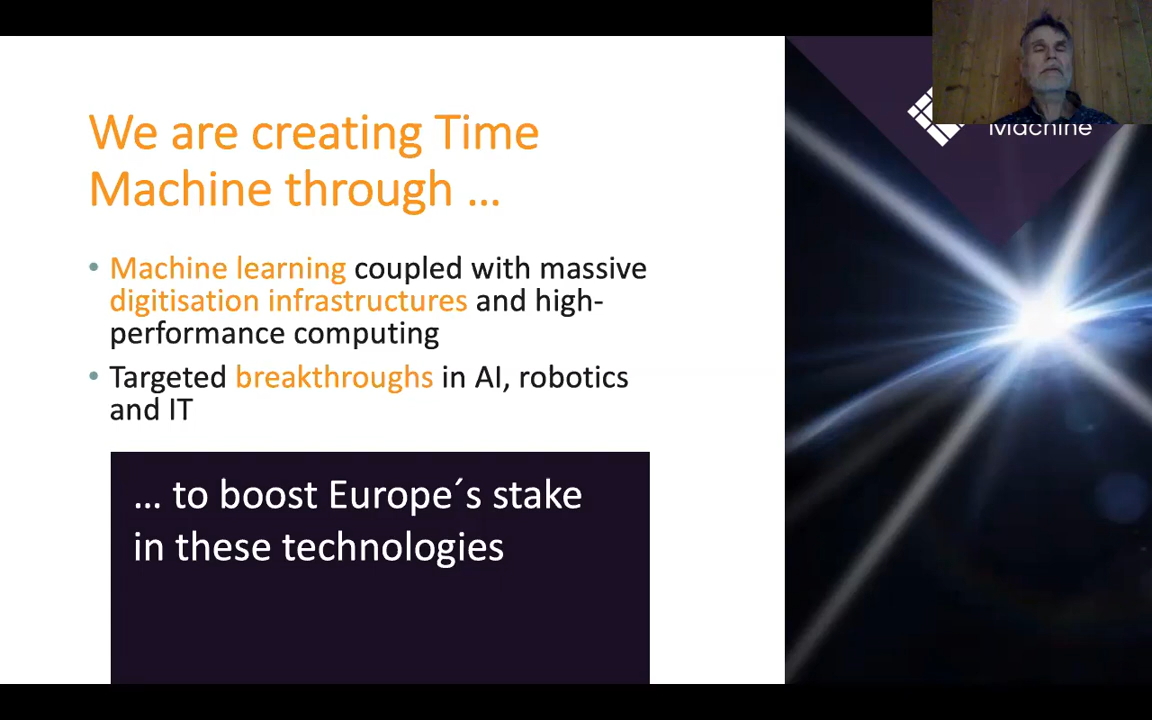 We are creating Time
Machine through …
• Machine learning coupled with massive
digitisation infrastructures and high-
performance computing
• Targeted breakthroughs in AI, robotics
and IT
… to boost Europe´s stake
in these technologies
Machine